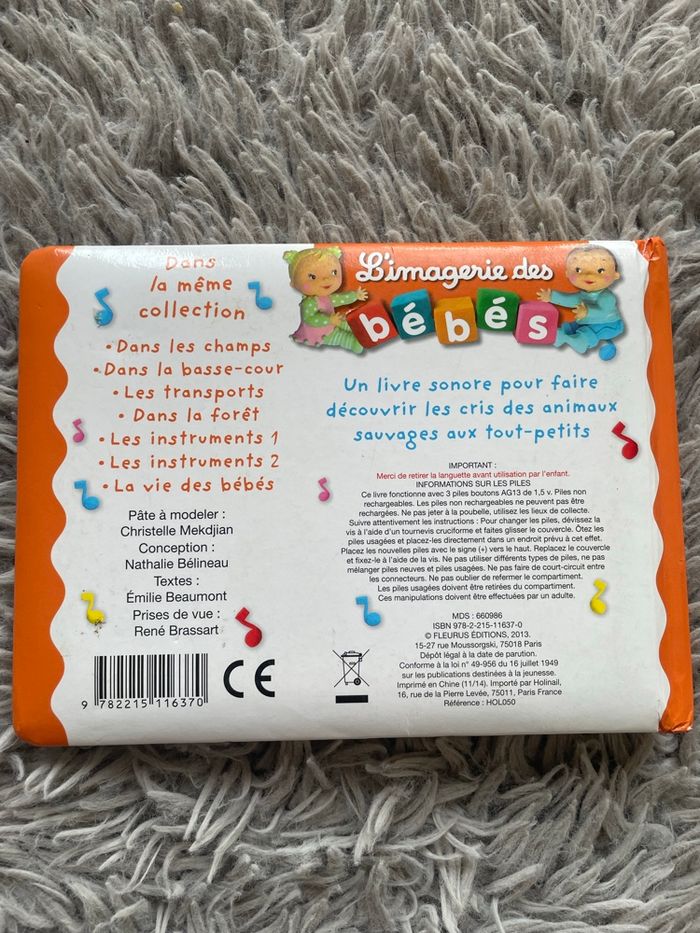 Dans
la même
collection
• Dans les champs
• Dans la basse-cour
• Les transports
• Dans la forêt
• Les instruments 1
• Les instruments 2
• La vie des bébés
Pâte à modeler :
Christelle Mekdjian
Conception :
Nathalie Bélineau
Textes :
Émilie Beaumont
Prises de vue :
René Brassart
9 782215 116370
CE
L'imagerie des
bébés
Un livre sonore pour faire
découvrir les cris des animaux
sauvages aux tout-petits
IMPORTANT :
Merci de retirer la languette avant utilisation par l'enfant.
INFORMATIONS SUR LES PILES
Ce livre fonctionne avec 3 piles boutons AG13 de 1,5 v. Piles non
rechargeables. Les piles non rechargeables ne peuvent pas être
rechargées. Ne pas jeter à la poubelle, utilisez les lieux de collecte.
Suivre attentivement les instructions : Pour changer les piles, dévissez la
vis à l'aide d'un tournevis cruciforme et faites glisser le couvercle. Ôtez les
piles usagées et placez-les directement dans un endroit prévu à cet effet.
Placez les nouvelles piles avec le signe (+) vers le haut. Replacez le couvercle
et fixez-le à l'aide de la vis. Ne pas utiliser différents types de piles, ne pas
mélanger piles neuves et piles usagées. Ne pas faire de court-circuit entre
les connecteurs. Ne pas oublier de refermer le compartiment.
Les piles usagées doivent être retirées du compartiment.
Ces manipulations doivent être effectuées par un adulte.
MDS : 660986
ISBN 978-2-215-11637-0
© FLEURUS ÉDITIONS, 2013.
15-27 rue Moussorgski, 75018 Paris
Dépôt légal à la date de parution.
Conforme à la loi n° 49-956 du 16 juillet 1949
sur les publications destinées à la jeunesse.
Imprimé en Chine (11/14). Importé par Holinail,
16, rue de la Pierre Levée, 75011, Paris France
Référence : HOL050